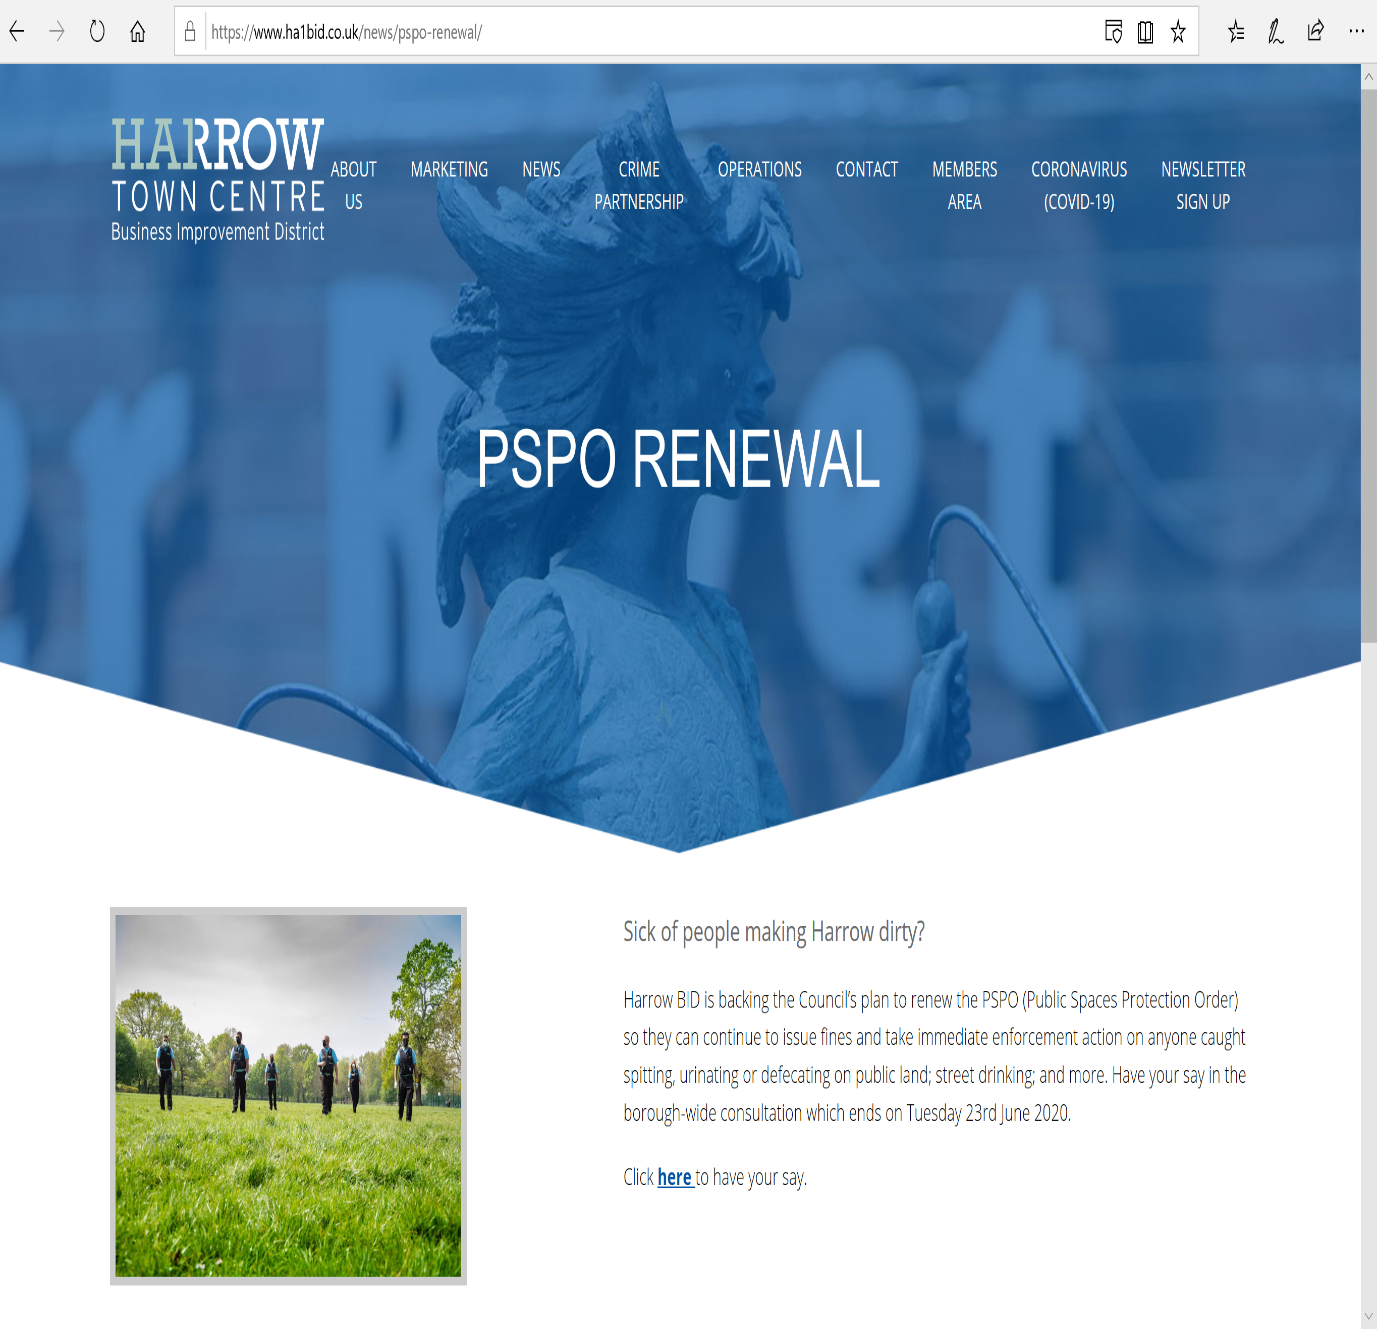 https://www.ha1bid.co.uk/news/pspo-renewal/
HARROW
TOWN CENTRE
Business Improvement District
ABOUT US
MARKETING
NEWS
CRIME PARTNERSHIP
OPERATIONS
CONTACT
MEMBERS AREA
CORONAVIRUS (COVID-19)
NEWSLETTER SIGN UP
PSPO RENEWAL
Sick of people making Harrow dirty?
Harrow BID is backing the Council's plan to renew the PSPO (Public Spaces Protection Order)
so they can continue to issue fines and take immediate enforcement action on anyone caught
spitting, urinating or defecating on public land; street drinking; and more. Have your say in the
borough-wide consultation which ends on Tuesday 23rd June 2020.
Click here to have your say.